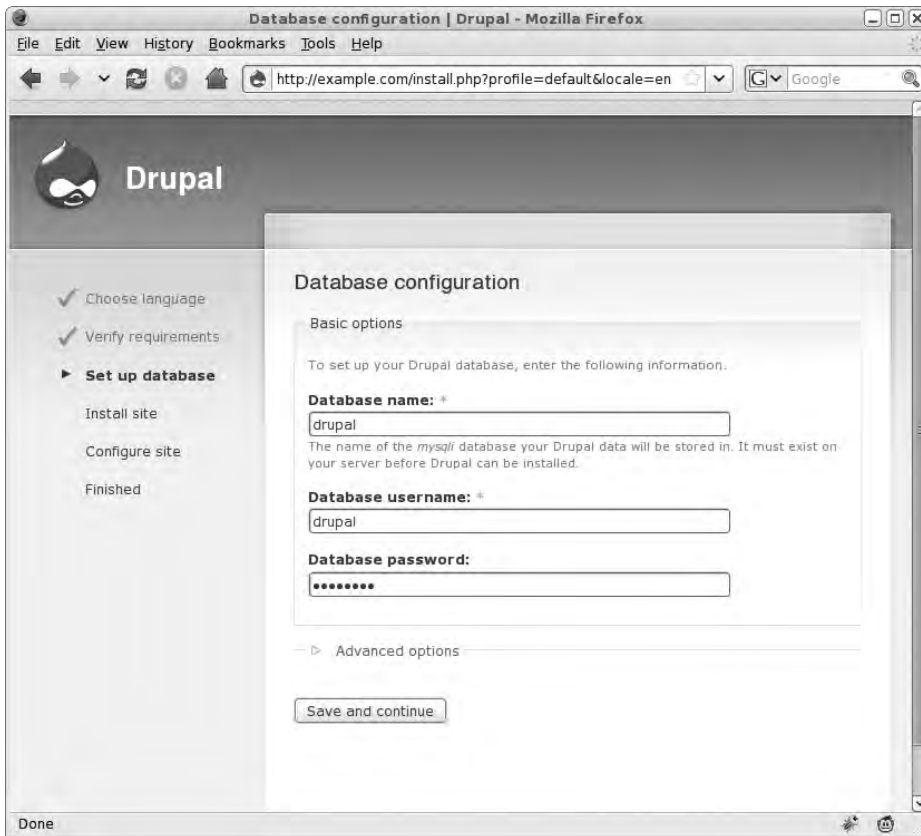 Database configuration | Drupal - Mozilla Firefox
File Edit View History Bookmarks Tools Help
http://example.com/install.php?profile=default&locale=en
G Google
Drupal
Choose language
Verify requirements
Set up database
Install site
Configure site
Finished
Database configuration
Basic options
To set up your Drupal database, enter the following information.
Database name: *
drupal
The name of the mysqli database your Drupal data will be stored in. It must exist on
your server before Drupal can be installed.
Database username: *
drupal
Database password:
••••••••
Advanced options
Save and continue
Done